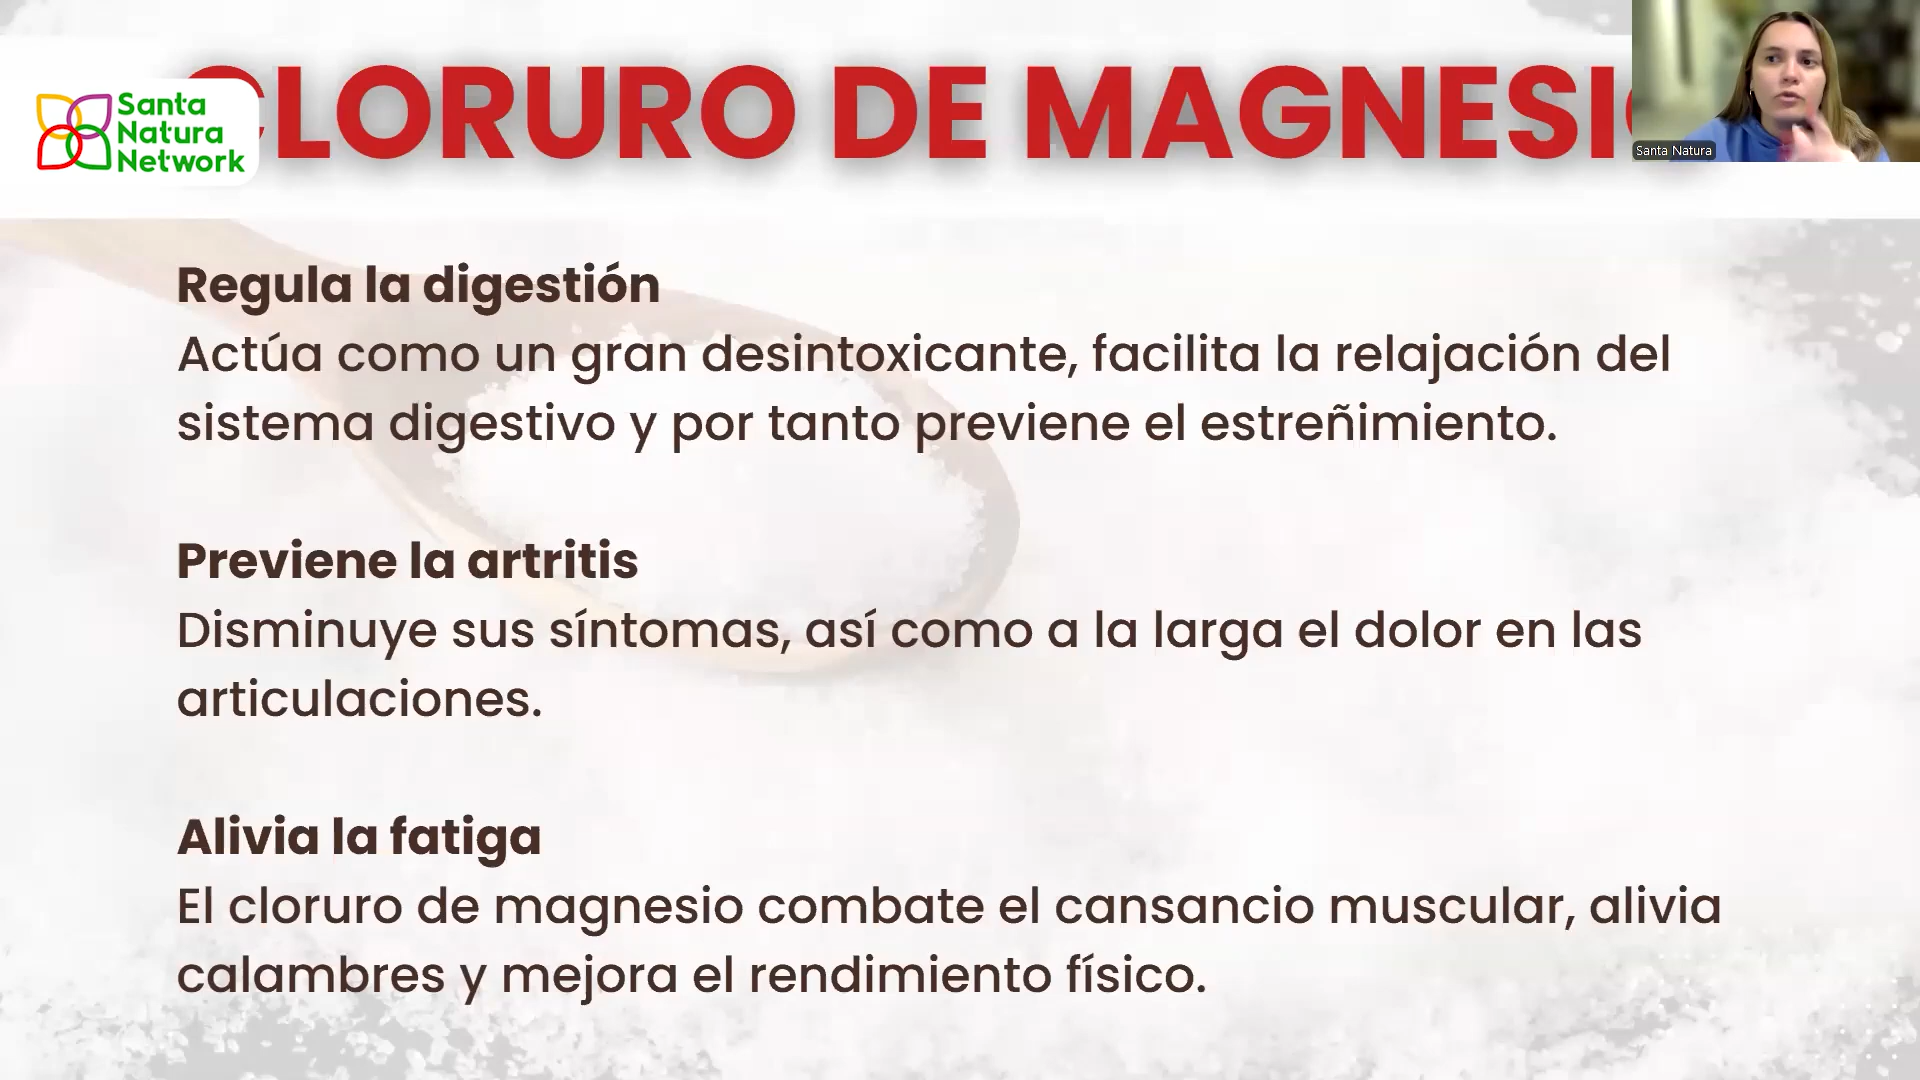 CLORURO DE MAGNESIO
Santa
Natura
Network
Santa Natura
Regula la digestión
Actúa como un gran desintoxicante, facilita la relajación del
sistema digestivo y por tanto previene el estreñimiento.
Previene la artritis
Disminuye sus síntomas, así como a la larga el dolor en las
articulaciones.
Alivia la fatiga
El cloruro de magnesio combate el cansancio muscular, alivia
calambres y mejora el rendimiento físico.